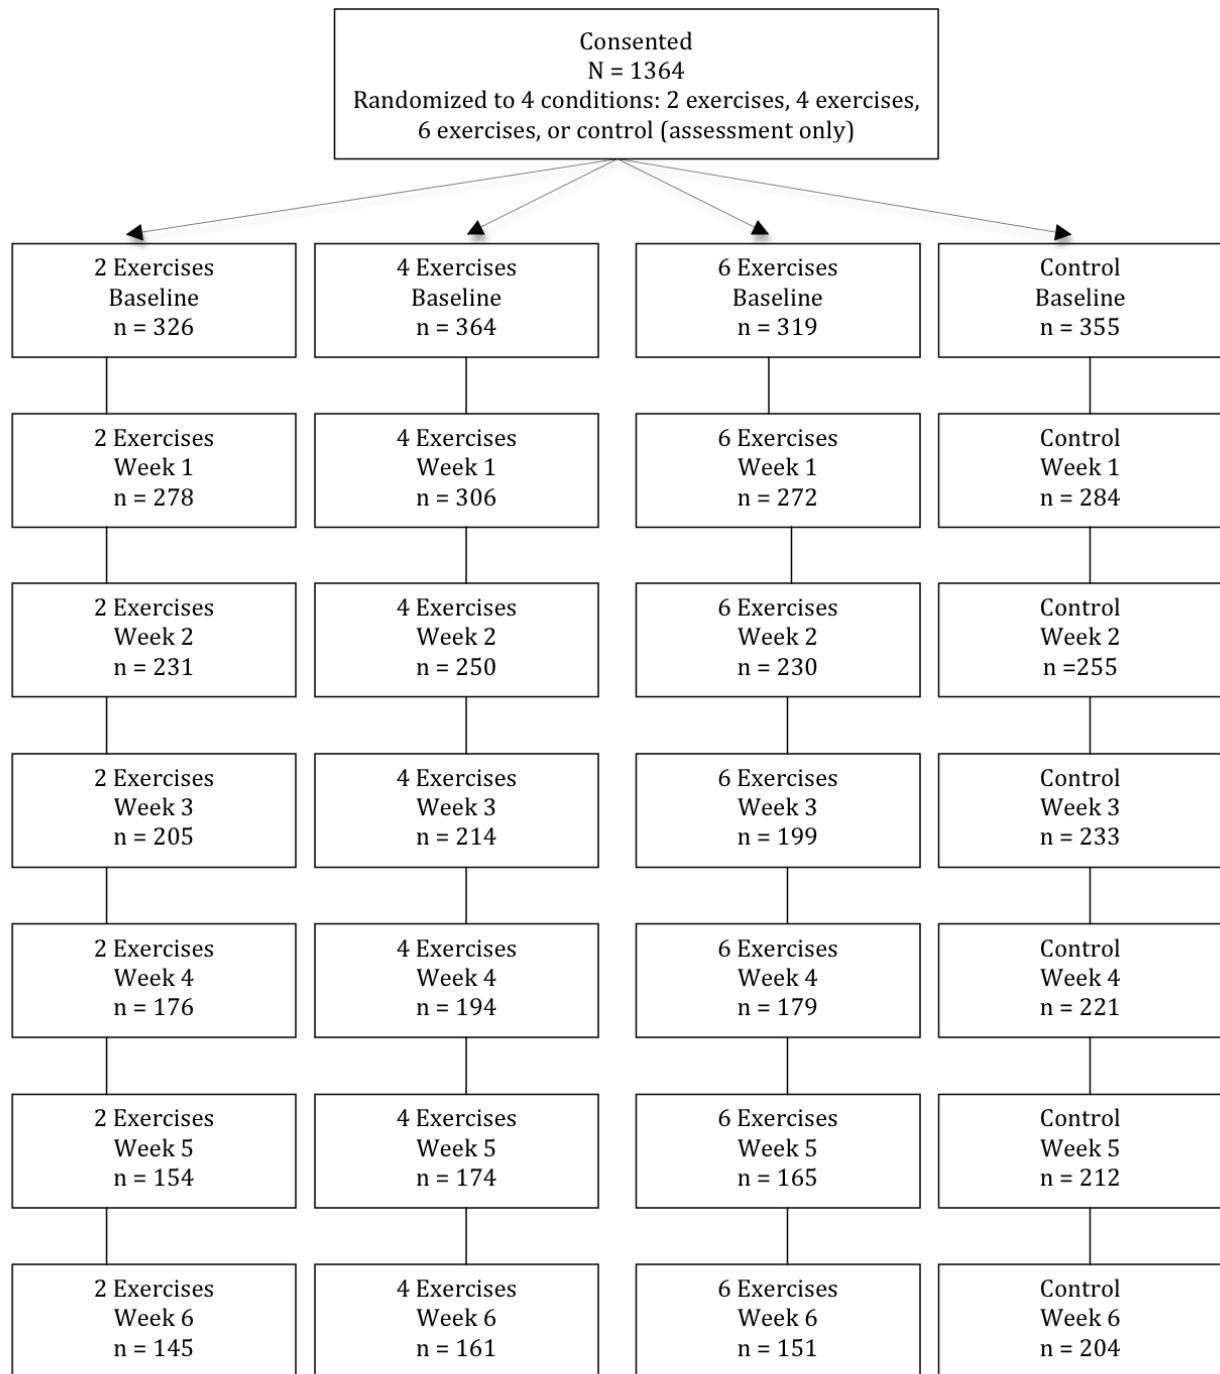 Consented
N = 1364
Randomized to 4 conditions: 2 exercises, 4 exercises,
6 exercises, or control (assessment only)
2 Exercises
Baseline
n = 326
4 Exercises
Baseline
n = 364
6 Exercises
Baseline
n = 319
Control
Baseline
n = 355
2 Exercises
Week 1
n = 278
4 Exercises
Week 1
n = 306
6 Exercises
Week 1
n = 272
Control
Week 1
n = 284
2 Exercises
Week 2
n = 231
4 Exercises
Week 2
n = 250
6 Exercises
Week 2
n = 230
Control
Week 2
n =255
2 Exercises
Week 3
n = 205
4 Exercises
Week 3
n = 214
6 Exercises
Week 3
n = 199
Control
Week 3
n = 233
2 Exercises
Week 4
n = 176
4 Exercises
Week 4
n = 194
6 Exercises
Week 4
n = 179
Control
Week 4
n = 221
2 Exercises
Week 5
n = 154
4 Exercises
Week 5
n = 174
6 Exercises
Week 5
n = 165
Control
Week 5
n = 212
2 Exercises
Week 6
n = 145
4 Exercises
Week 6
n = 161
6 Exercises
Week 6
n = 151
Control
Week 6
n = 204